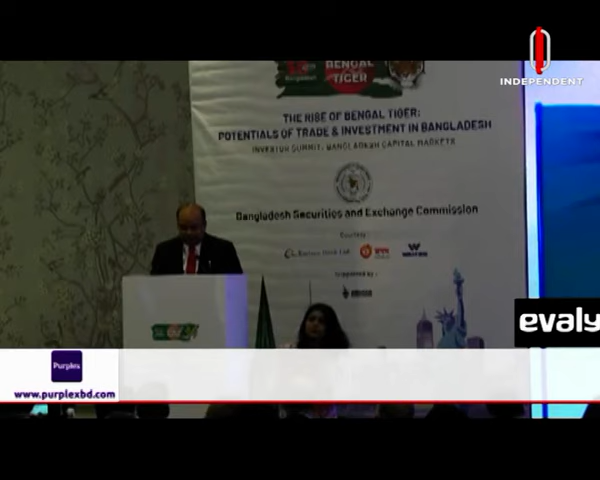 BENGAL
TIGER
INDEPENDENT
THE RISE OF BENGAL TIGER:
POTENTIALS OF TRADE & INVESTMENT IN BANGLADESH
INVESTOR SUMMIT: BANGLADESH CAPITAL MARKETS
Bangladesh Securities and Exchange Commission
evaly
Purplex
www.purplexbd.com